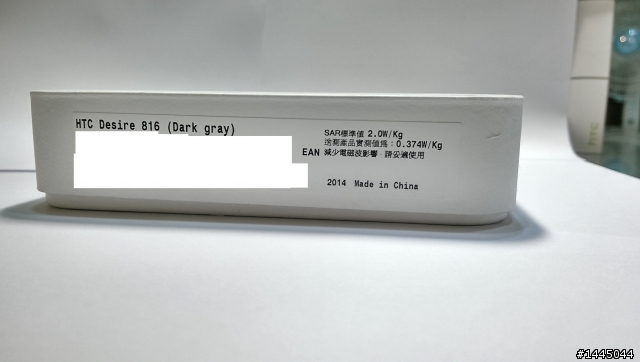 HTC Desire 816 (Dark gray)
SAR標準值 2.0W/Kg
送測產品實測值為：0.374W/Kg
EAN 減少電磁波影響，請妥適使用
2014 Made in China
hTC
#1445044